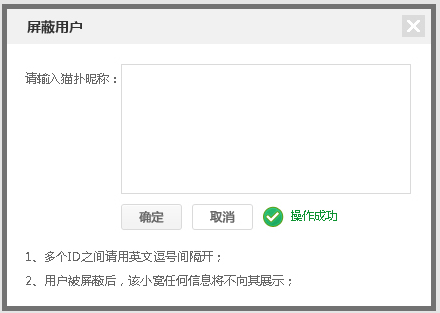 屏蔽用户
请输入猫扑昵称：
确定 取消 操作成功
1、多个ID之间请用英文逗号间隔开；
2、用户被屏蔽后，该小窝任何信息将不向其展示；